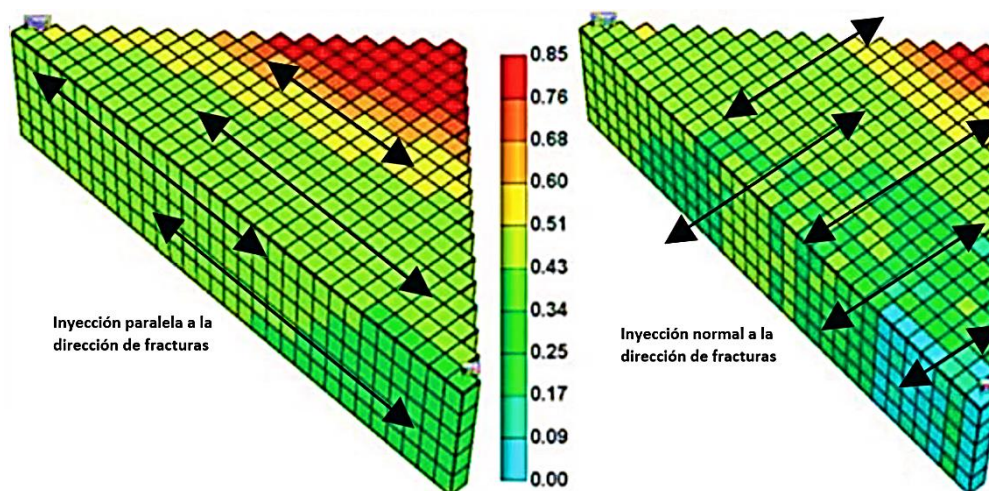 Inyección paralela a la
dirección de fracturas
0.85
0.76
0.68
0.60
0.51
0.43
0.34
0.25
0.17
0.09
0.00
Inyección normal a la
dirección de fracturas